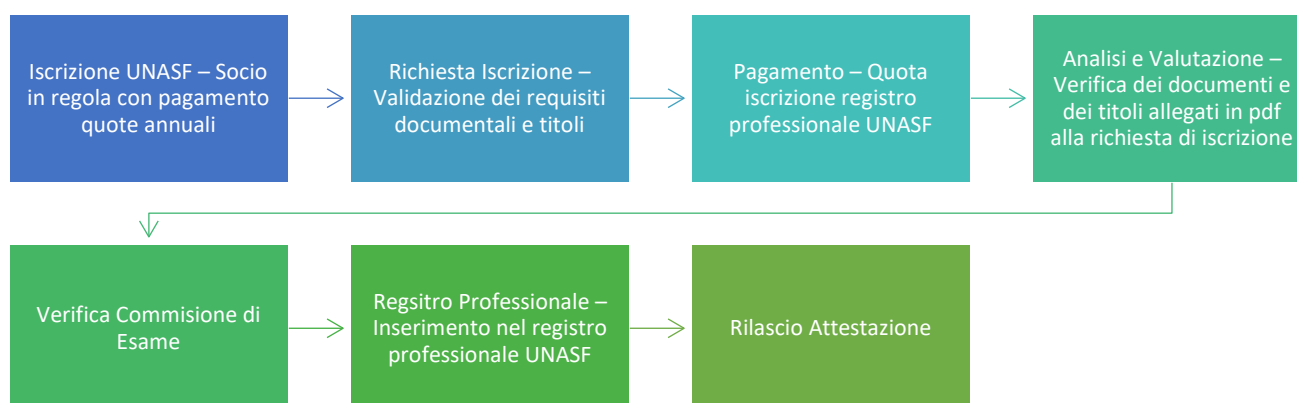 Iscrizione UNASF – Socio
in regola con pagamento
quote annuali
Richiesta Iscrizione –
Validazione dei requisiti
documentali e titoli
Pagamento – Quota
iscrizione registro
professionale UNASF
Analisi e Valutazione –
Verifica dei documenti e
dei titoli allegati in pdf
alla richiesta di iscrizione
Verifica Commisione di
Esame
Regsitro Professionale –
Inserimento nel registro
professionale UNASF
Rilascio Attestazione